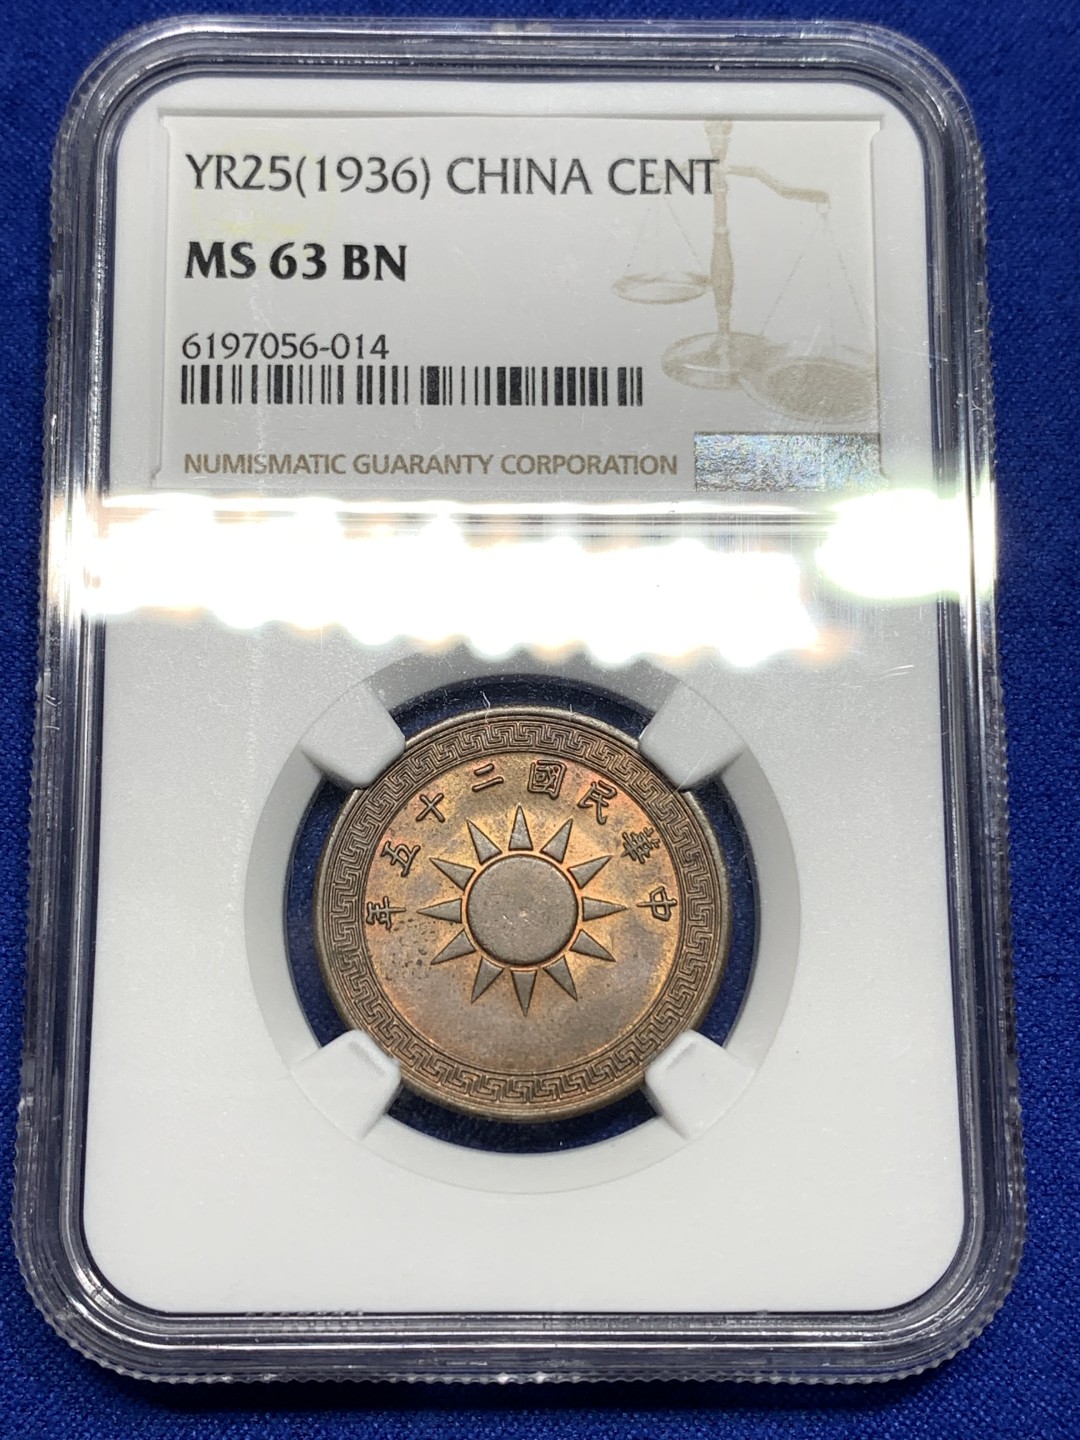 YR25(1936) CHINA CENT
MS 63 BN
6197056-014
NUMISMATIC GUARANTY CORPORATION
中華民國二十五年